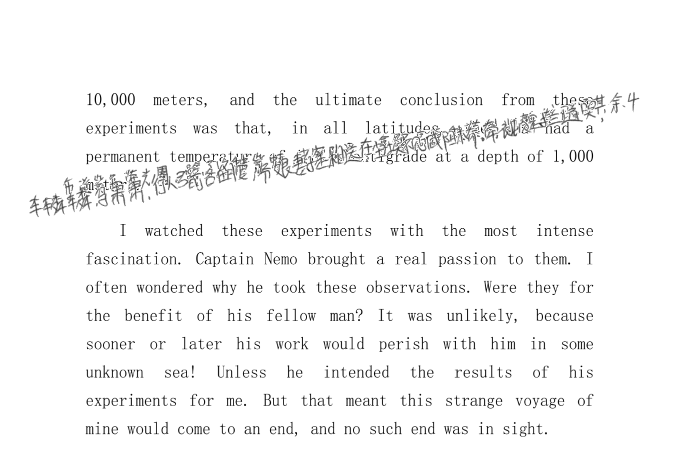 10,000 meters, and the ultimate conclusion from these
experiments was that, in all latitudes had a
permanent temperature grade at a depth of 1,000
I watched these experiments with the most intense
fascination. Captain Nemo brought a real passion to them. I
often wondered why he took these observations. Were they for
the benefit of his fellow man? It was unlikely, because
sooner or later his work would perish with him in some
unknown sea! Unless he intended the results of his
experiments for me. But that meant this strange voyage of
mine would come to an end, and no such end was in sight.